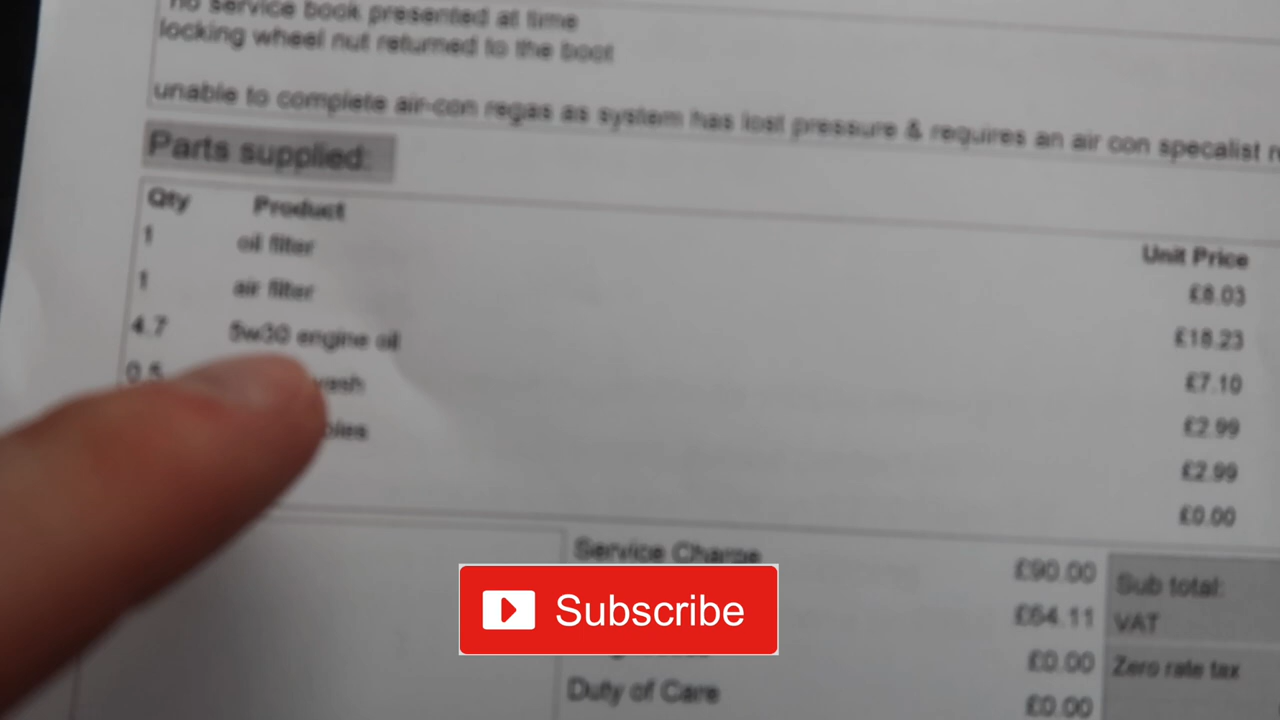 no service book presented at time
locking wheel nut returned to the boot
unable to complete air-con regas as system has lost pressure & requires an air con specalist
Parts supplied:
Qty Product Unit Price
1 oil filter £8.03
1 air filter £18.23
4.7 5w30 engine oil £7.10
0.5 £2.99
£2.99
£0.00
Service Charge £90.00 Sub total:
£64.11 VAT
£0.00 Zero rate tax
Duty of Care £0.00
Subscribe